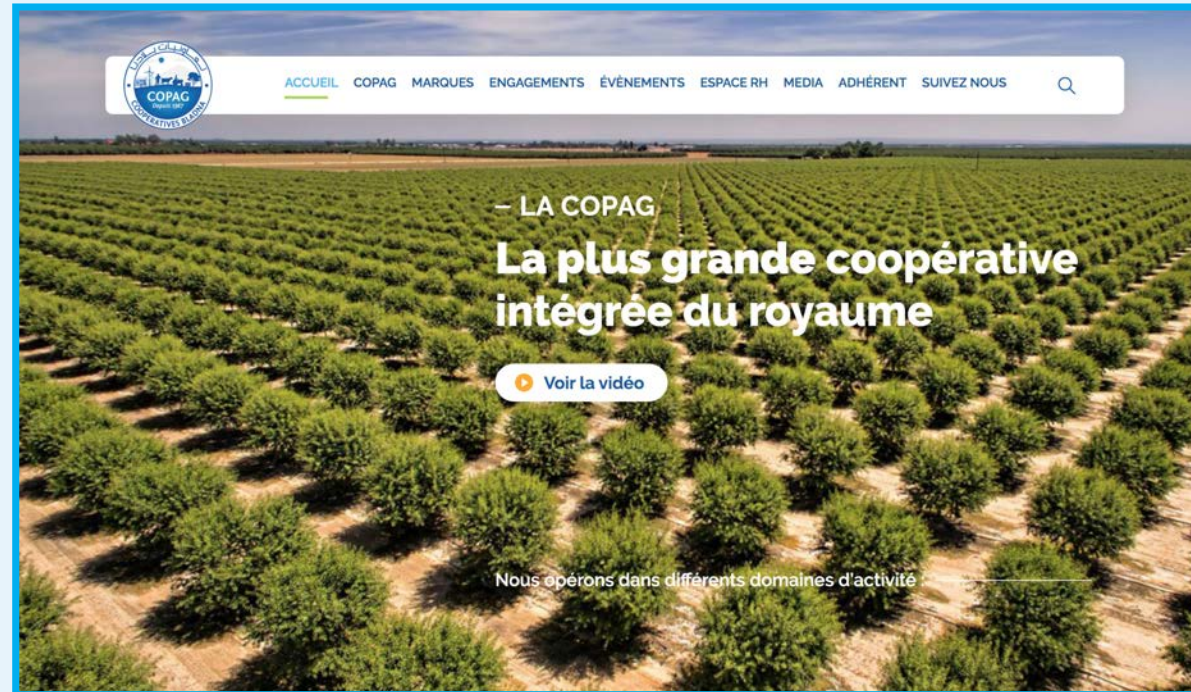 COPAG
Depuis 1987
COOPERATIVES BLADNA
ACCUEIL COPAG MARQUES ENGAGEMENTS ÉVÈNEMENTS ESPACE RH MEDIA ADHÉRENT SUIVEZ NOUS
– LA COPAG
La plus grande coopérative
intégrée du royaume
Voir la vidéo
Nous opérons dans différents domaines d'activité :